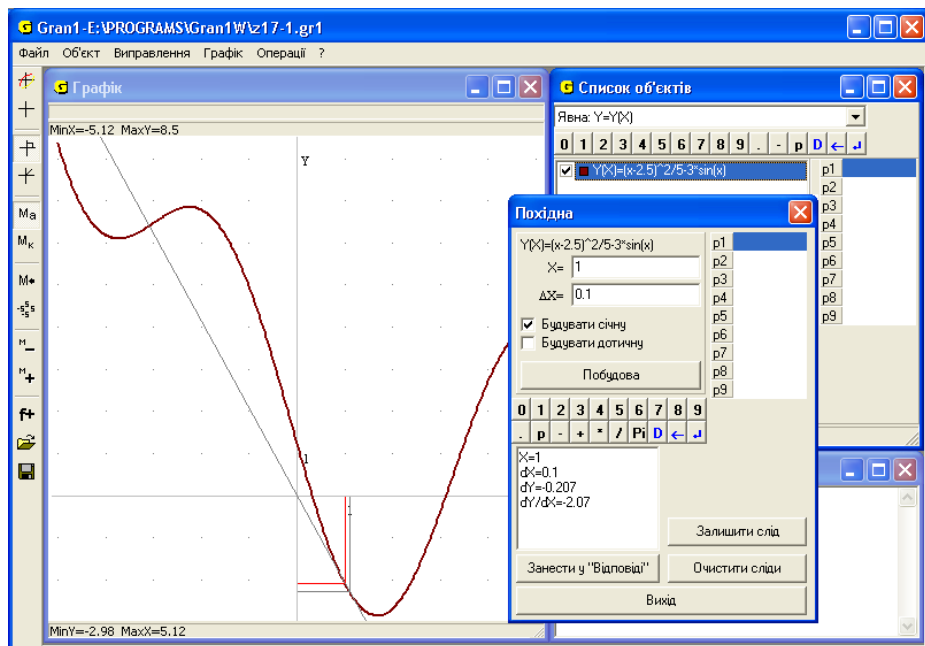 Gran1-E:\PROGRAMS\Gran1W\z17-1.gr1
Файл Об'єкт Виправлення Графік Операції ?
Графік
MinX=-5.12 MaxY=8.5
Y
1
1
MinY=-2.98 MaxX=5.12
Ma
Mк
M
-5 5 5
M
M+
f+
Список об'єктів
Явна: Y=Y(X)
0 1 2 3 4 5 6 7 8 9 . - p D ← ↲
Y(X)=(x-2.5)^2/5-3*sin(x)
p1
p2
p3
p4
p5
p6
p7
p8
p9
Похідна
Y(X)=(x-2.5)^2/5-3*sin(x)
X= 1
ΔX= 0.1
Будувати січну
Будувати дотичну
Побудова
p1
p2
p3
p4
p5
p6
p7
p8
p9
0 1 2 3 4 5 6 7 8 9
. p - + * / Pi D ← ↲
X=1
dX=0.1
dY=-0.207
dY/dX=-2.07
Залишити слід
Занести у "Відповіді"
Очистити сліди
Вихід